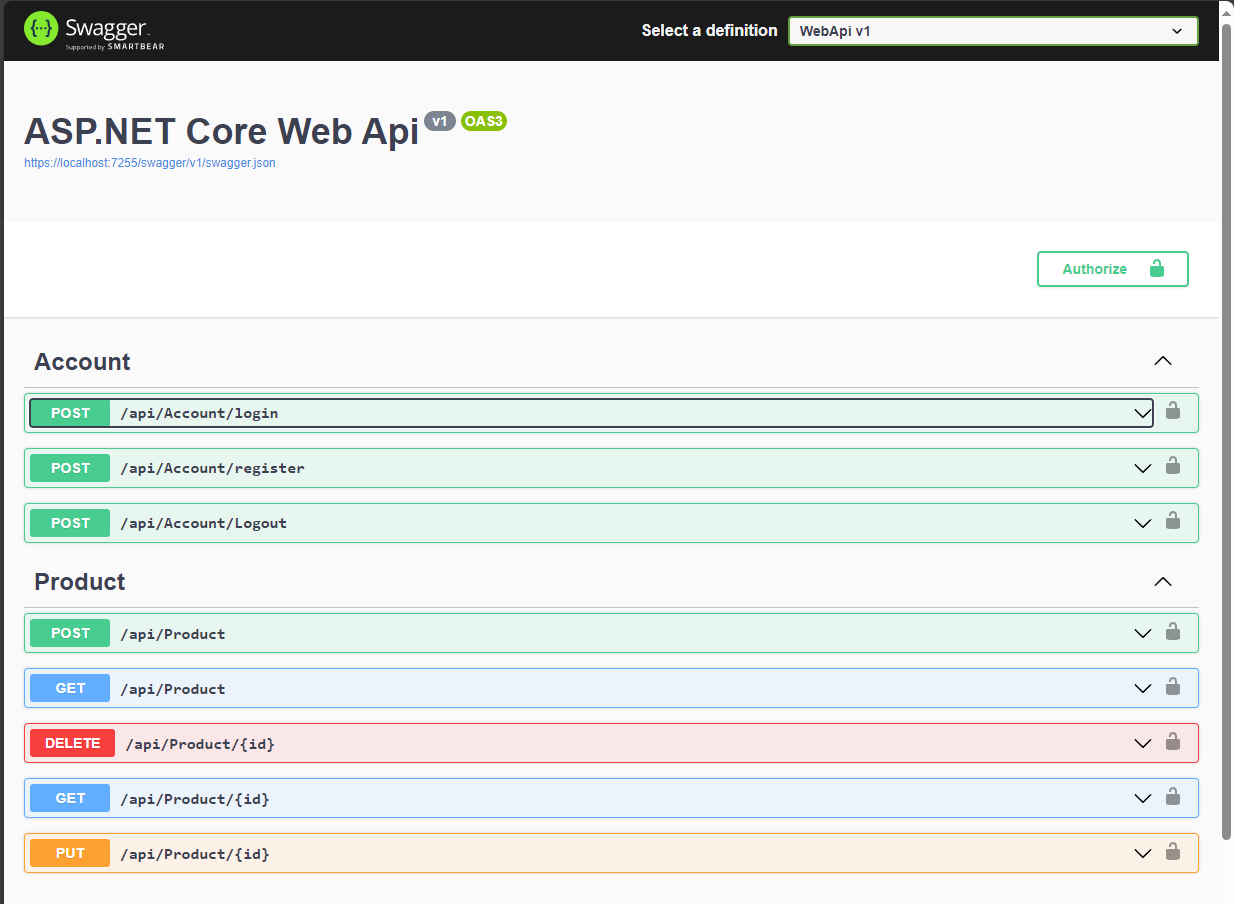 {···} Swagger
Supported by SMARTBEAR
Select a definition
WebApi v1
ASP.NET Core Web Api v1 OAS3
https://localhost:7255/swagger/v1/swagger.json
Authorize
Account
POST /api/Account/login
POST /api/Account/register
POST /api/Account/Logout
Product
POST /api/Product
GET /api/Product
DELETE /api/Product/{id}
GET /api/Product/{id}
PUT /api/Product/{id}